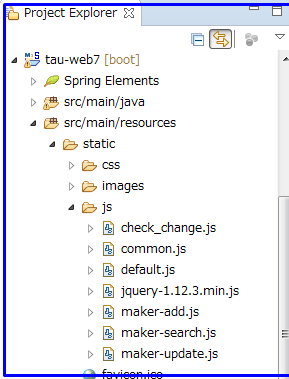 Project Explorer
tau-web7 [boot]
Spring Elements
src/main/java
src/main/resources
static
css
images
js
check_change.js
common.js
default.js
jquery-1.12.3.min.js
maker-add.js
maker-search.js
maker-update.js
favicon.ico